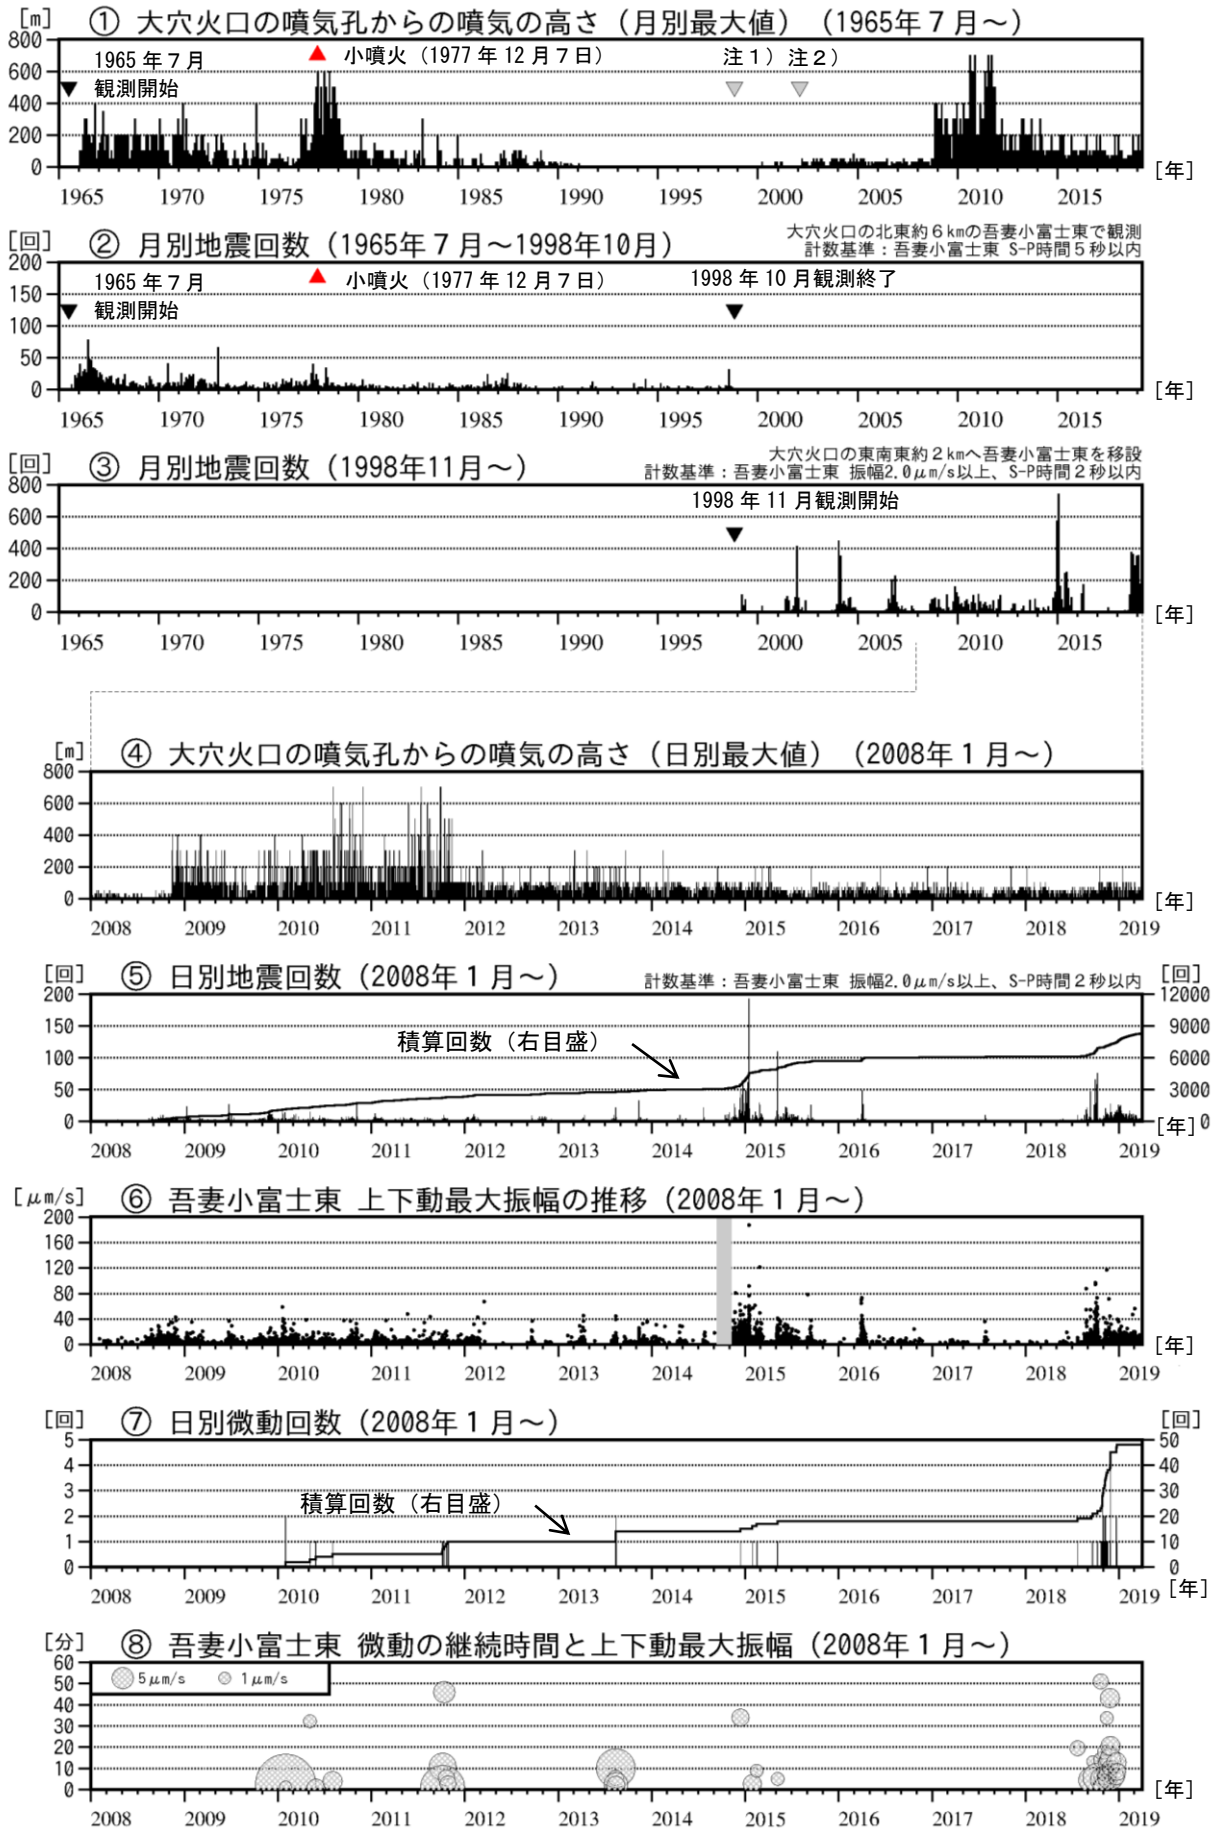 [m] ① 大穴火口の噴気孔からの噴気の高さ（月別最大値）（1965年７月～）
800
600
400
200
0
1965 年７月
観測開始
小噴火（1977 年 12 月７日）
注１）注２）
[年]
1965 1970 1975 1980 1985 1990 1995 2000 2005 2010 2015
[回] ② 月別地震回数（1965年７月～1998年10月）
大穴火口の北東約６kmの吾妻小富士東で観測
計数基準：吾妻小富士東 S-P時間５秒以内
200
150
100
50
0
1965 年７月
観測開始
小噴火（1977 年 12 月７日）
1998 年 10 月観測終了
[年]
1965 1970 1975 1980 1985 1990 1995 2000 2005 2010 2015
[回] ③ 月別地震回数（1998年11月～）
大穴火口の東南東約２kmへ吾妻小富士東を移設
計数基準：吾妻小富士東 振幅2.0μm/s以上、S-P時間２秒以内
800
600
400
200
0
1998 年 11 月観測開始
[年]
1965 1970 1975 1980 1985 1990 1995 2000 2005 2010 2015
[m] ④ 大穴火口の噴気孔からの噴気の高さ（日別最大値）（2008年１月～）
800
600
400
200
0
[年]
2008 2009 2010 2011 2012 2013 2014 2015 2016 2017 2018 2019
[回] ⑤ 日別地震回数（2008年１月～）
計数基準：吾妻小富士東 振幅2.0μm/s以上、S-P時間２秒以内 [回]
200 12000
150 9000
100 6000
50 3000
0 0
積算回数（右目盛）
[年]
2008 2009 2010 2011 2012 2013 2014 2015 2016 2017 2018 2019
[μm/s] ⑥ 吾妻小富士東 上下動最大振幅の推移（2008年１月～）
200
160
120
80
40
0
[年]
2008 2009 2010 2011 2012 2013 2014 2015 2016 2017 2018 2019
[回] ⑦ 日別微動回数（2008年１月～） [回]
5 50
4 40
3 30
2 20
1 10
0 0
積算回数（右目盛）
2008 2009 2010 2011 2012 2013 2014 2015 2016 2017 2018 2019 [年]
[分] ⑧ 吾妻小富士東 微動の継続時間と上下動最大振幅（2008年１月～）
60
50
40
30
20
10
0
5μm/s 1μm/s
[年]
2008 2009 2010 2011 2012 2013 2014 2015 2016 2017 2018 2019